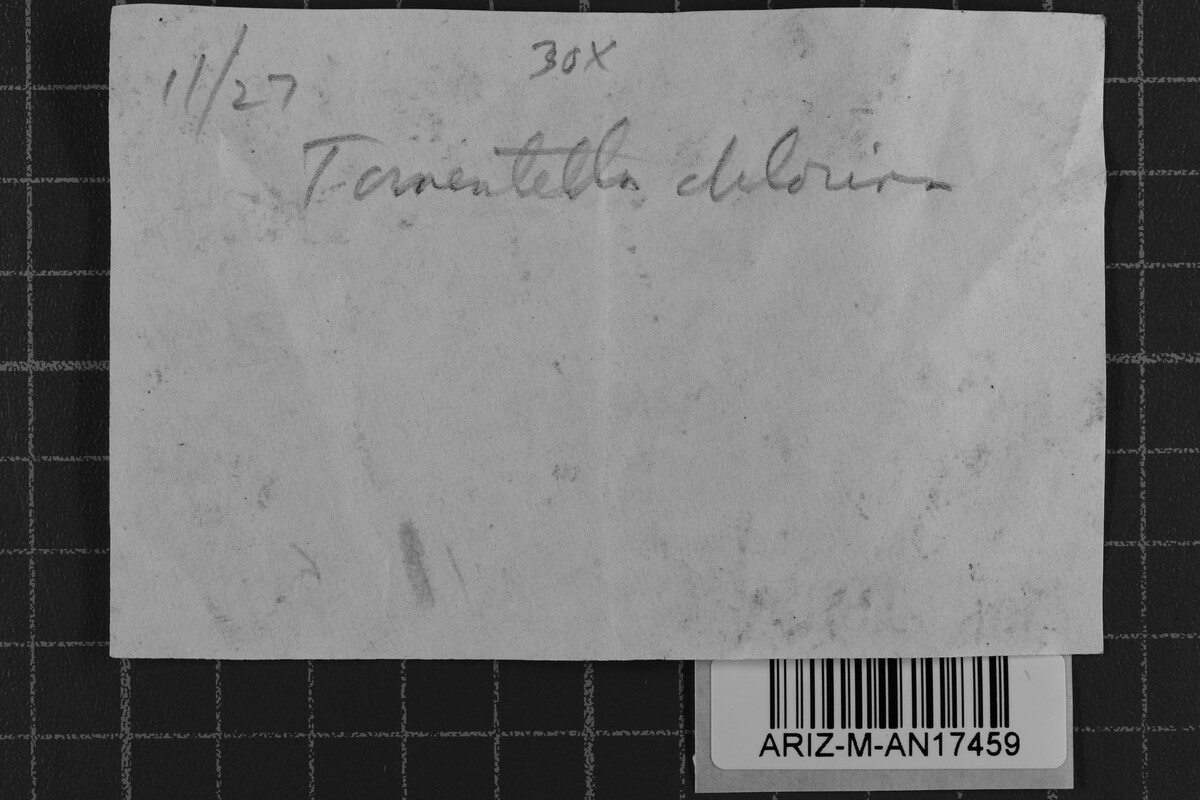 11/27
30X
Tomentella chlorina
ARIZ-M-AN17459